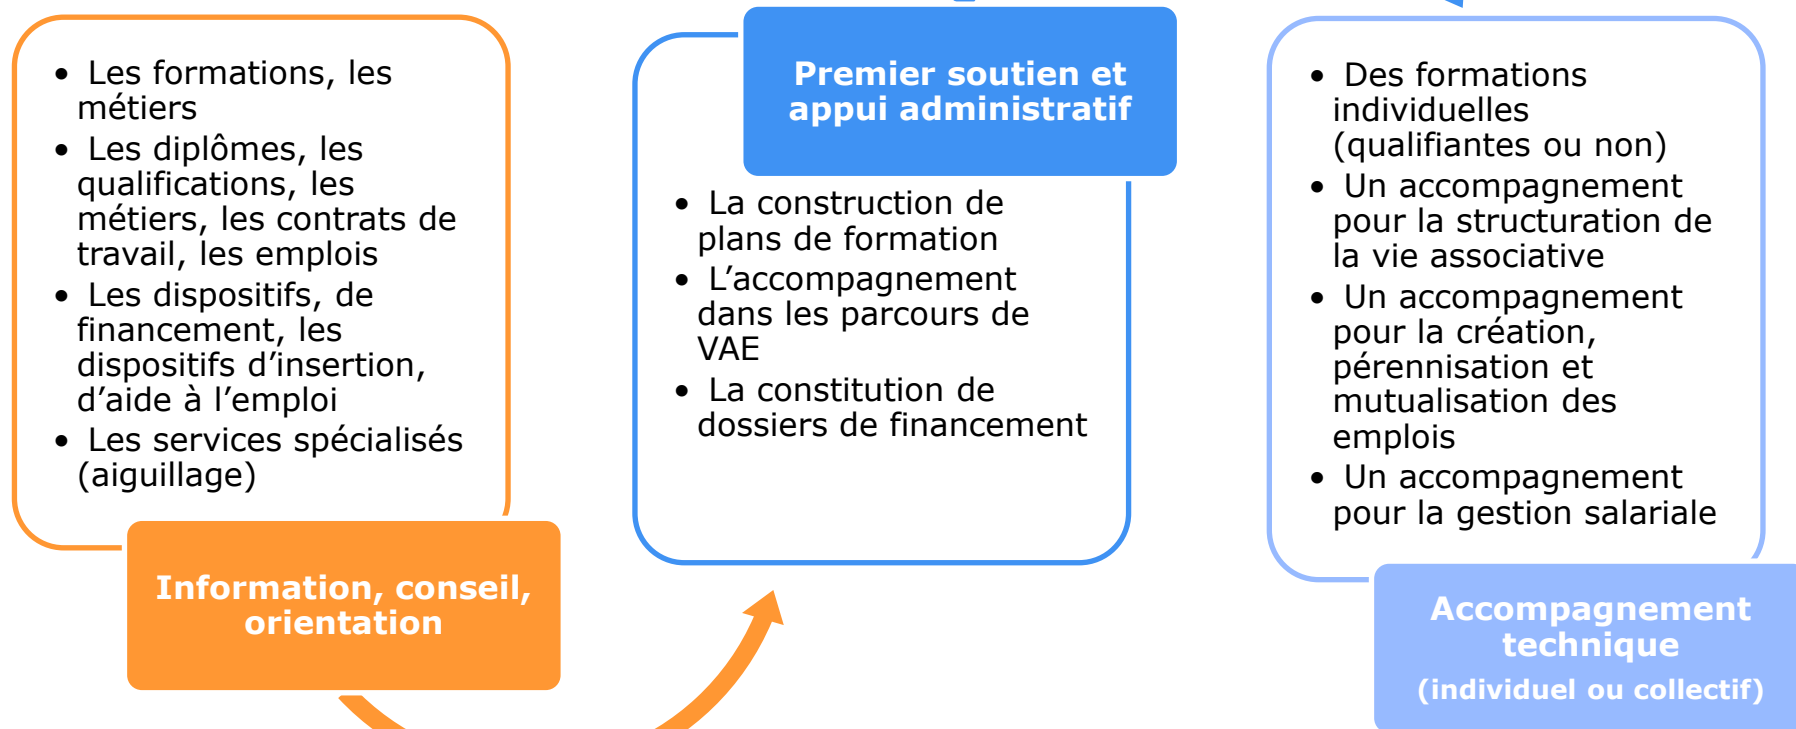 • Les formations, les
métiers
• Les diplômes, les
qualifications, les
métiers, les contrats de
travail, les emplois
• Les dispositifs, de
financement, les
dispositifs d’insertion,
d’aide à l’emploi
• Les services spécialisés
(aiguillage)
Information, conseil,
orientation
Premier soutien et
appui administratif
• La construction de
plans de formation
• L’accompagnement
dans les parcours de
VAE
• La constitution de
dossiers de financement
• Des formations
individuelles
(qualifiantes ou non)
• Un accompagnement
pour la structuration de
la vie associative
• Un accompagnement
pour la création,
pérennisation et
mutualisation des
emplois
• Un accompagnement
pour la gestion salariale
Accompagnement
technique
(individuel ou collectif)